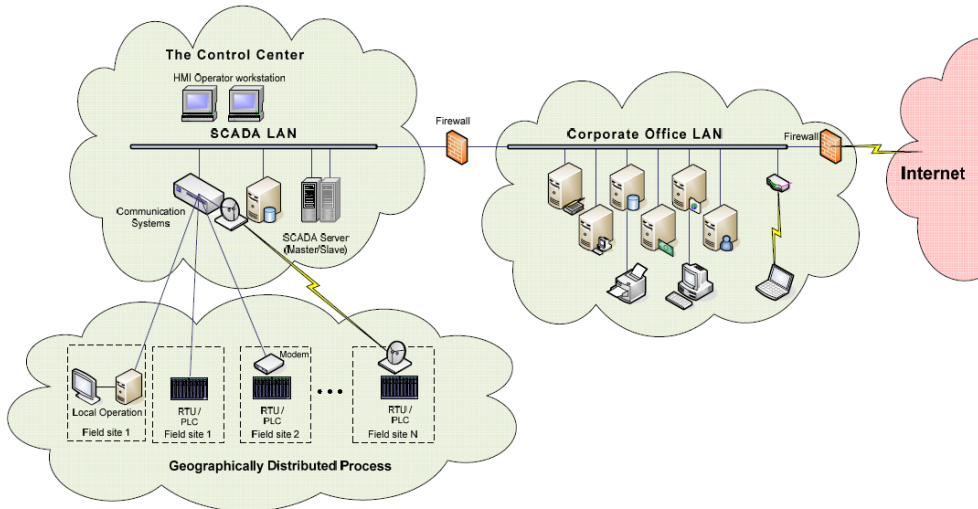 The Control Center
HMI Operator workstation
SCADA LAN
Communication
Systems
SCADA Server
(Master/Slave)
Firewall
Corporate Office LAN
Firewall
Internet
Modem
Local Operation
Field site 1
RTU /
PLC
Field site 1
RTU /
PLC
Field site 2
...
RTU /
PLC
Field site N
Geographically Distributed Process